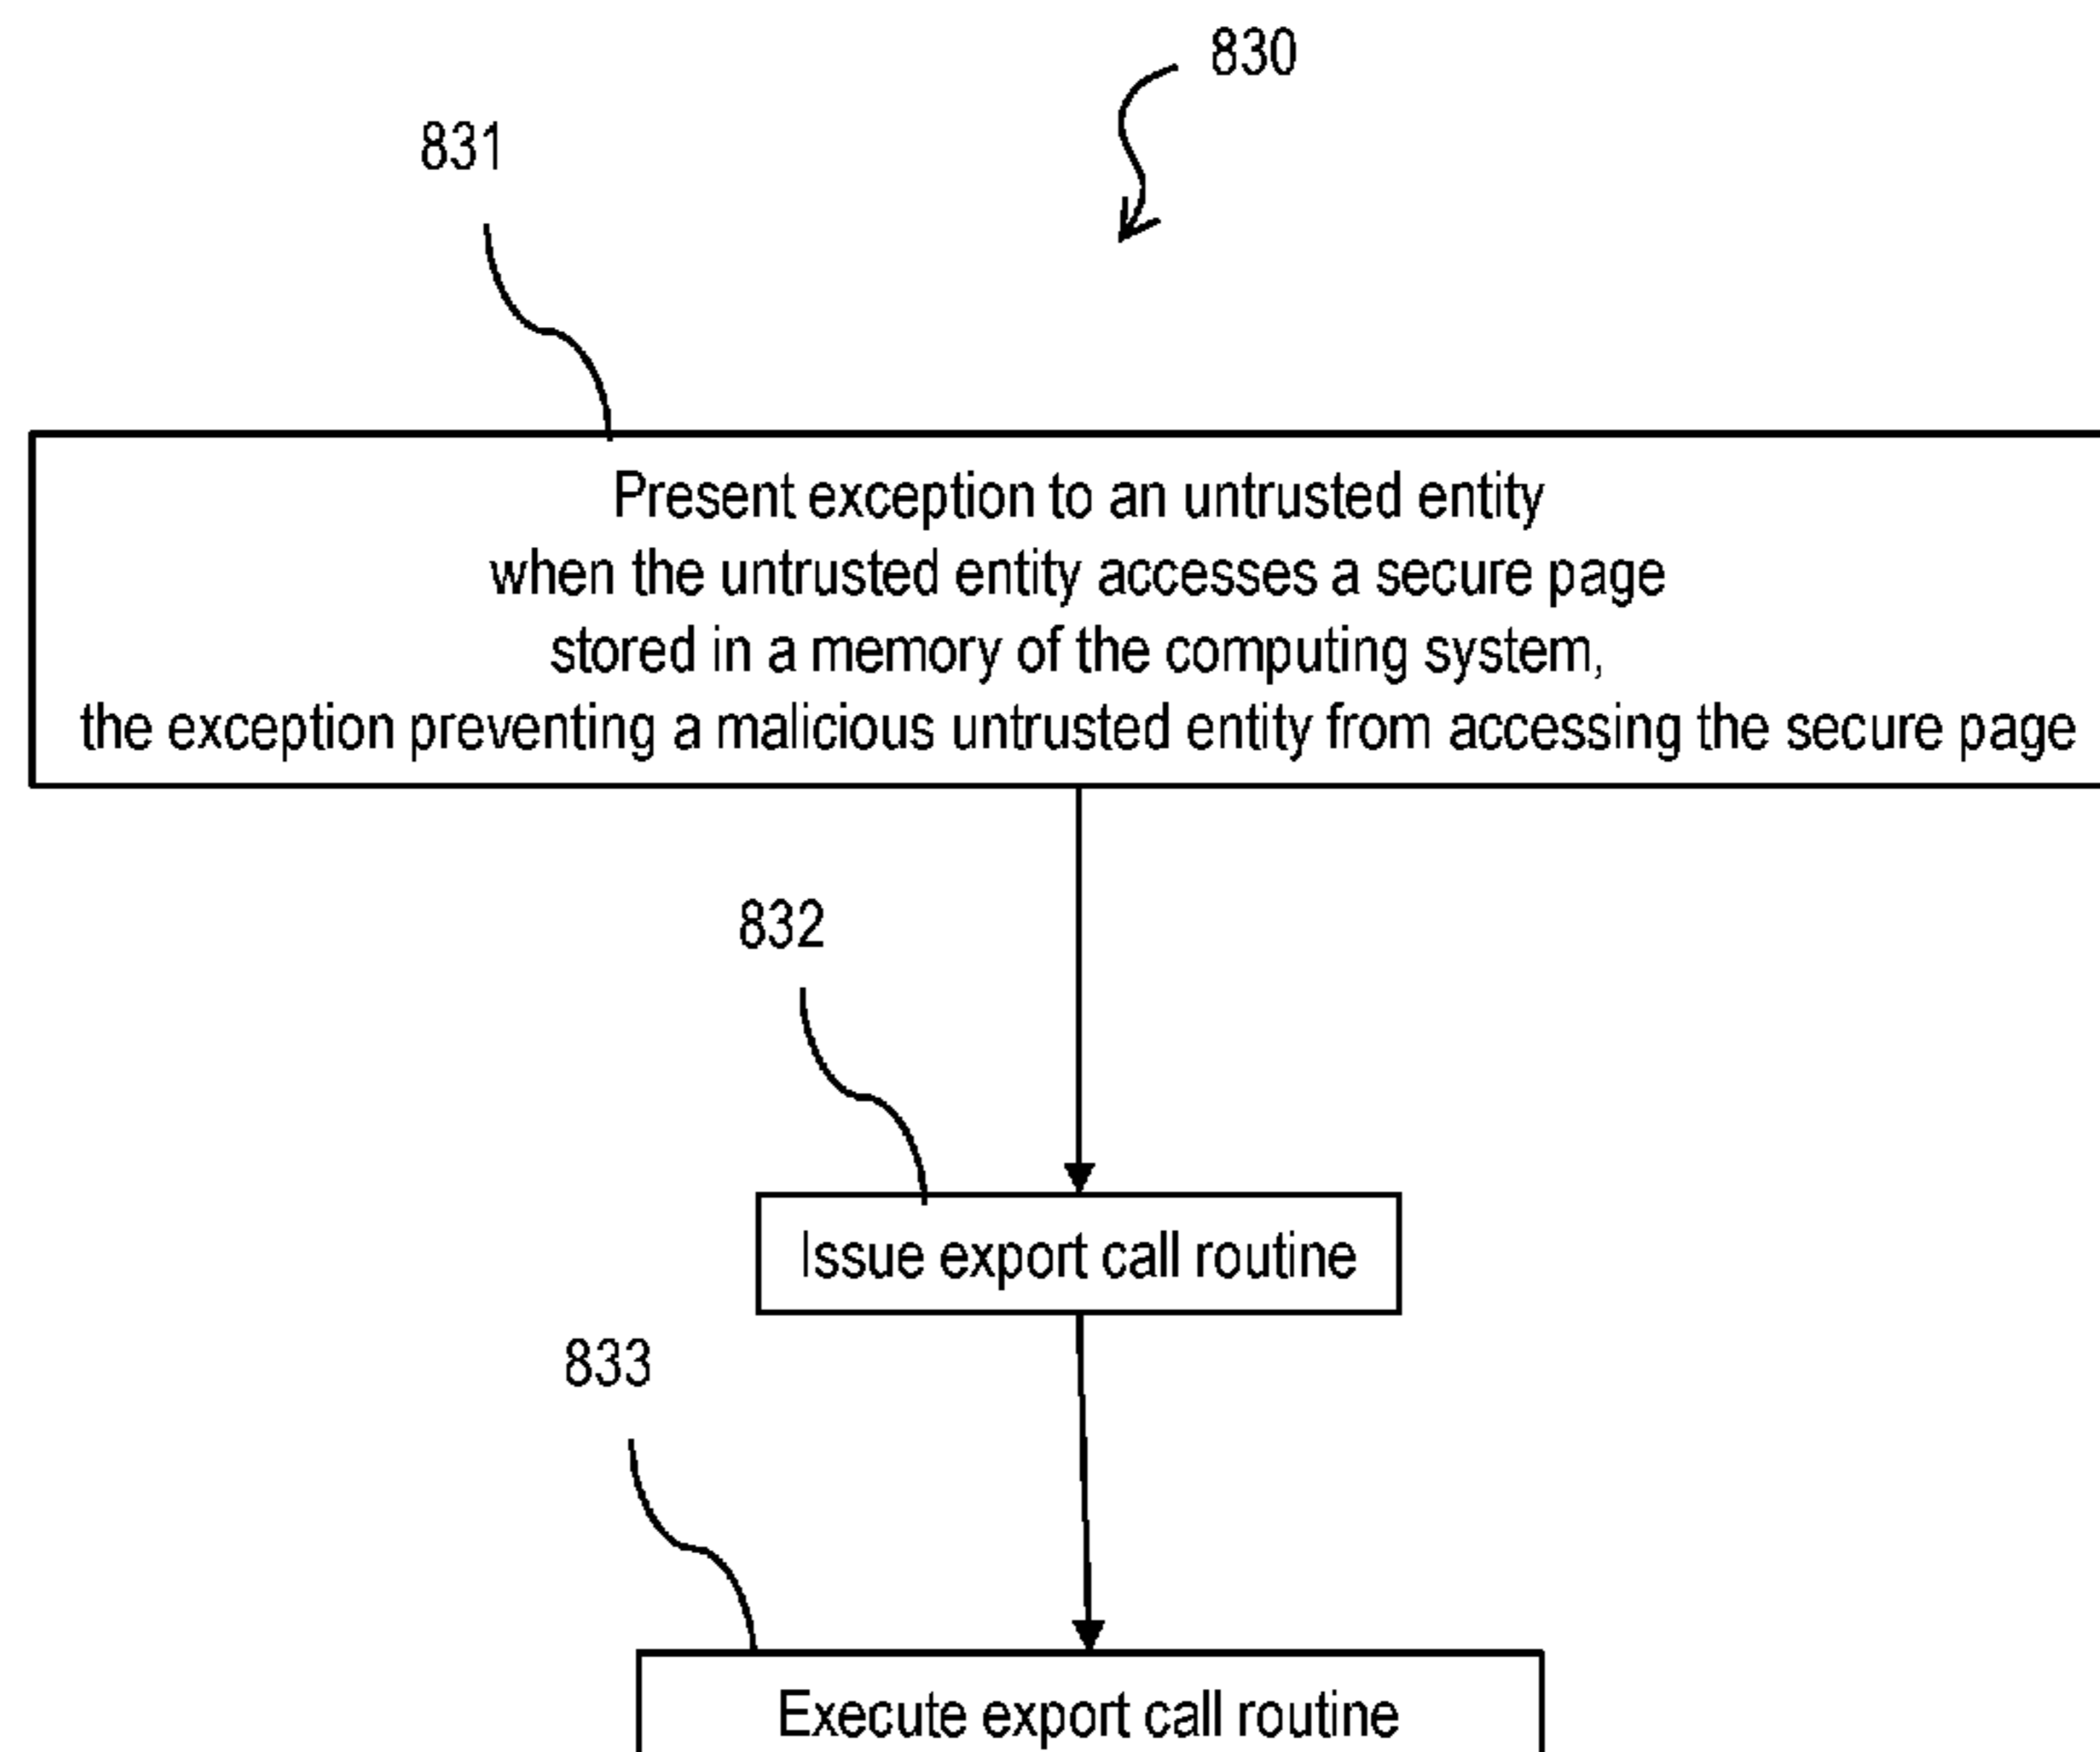 830
831
Present exception to an untrusted entity
when the untrusted entity accesses a secure page
stored in a memory of the computing system,
the exception preventing a malicious untrusted entity from accessing the secure page
832
Issue export call routine
833
Execute export call routine